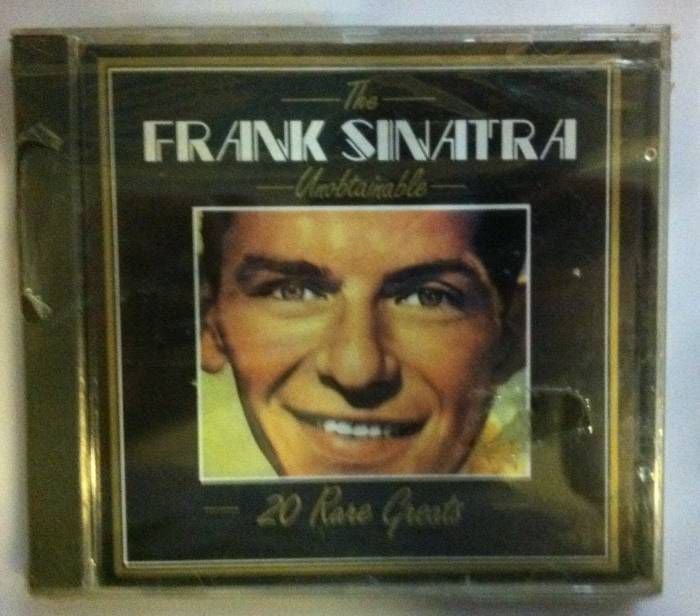 The
FRANK SINATRA
Unobtainable
20 Rare Greats